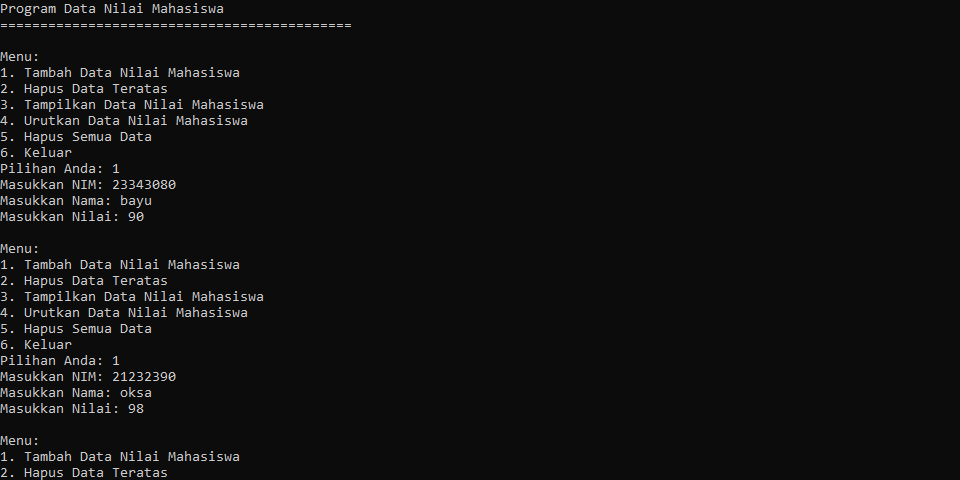 Program Data Nilai Mahasiswa
============================================
Menu:
1. Tambah Data Nilai Mahasiswa
2. Hapus Data Teratas
3. Tampilkan Data Nilai Mahasiswa
4. Urutkan Data Nilai Mahasiswa
5. Hapus Semua Data
6. Keluar
Pilihan Anda: 1
Masukkan NIM: 23343080
Masukkan Nama: bayu
Masukkan Nilai: 90
Menu:
1. Tambah Data Nilai Mahasiswa
2. Hapus Data Teratas
3. Tampilkan Data Nilai Mahasiswa
4. Urutkan Data Nilai Mahasiswa
5. Hapus Semua Data
6. Keluar
Pilihan Anda: 1
Masukkan NIM: 21232390
Masukkan Nama: oksa
Masukkan Nilai: 98
Menu:
1. Tambah Data Nilai Mahasiswa
2. Hapus Data Teratas